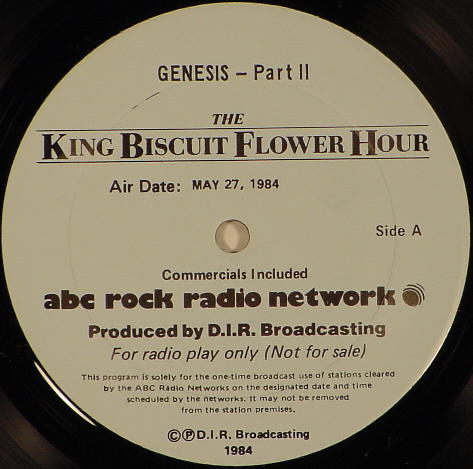 GENESIS – Part II
THE
KING BISCUIT FLOWER HOUR
Air Date: MAY 27, 1984
Side A
Commercials Included
abc rock radio network
Produced by D.I.R. Broadcasting
For radio play only (Not for sale)
This program is solely for the one-time broadcast use of stations cleared
by the ABC Radio Networks on the designated date and time
scheduled by the networks. It may not be removed
from the station premises.
©℗D.I.R. Broadcasting
1984